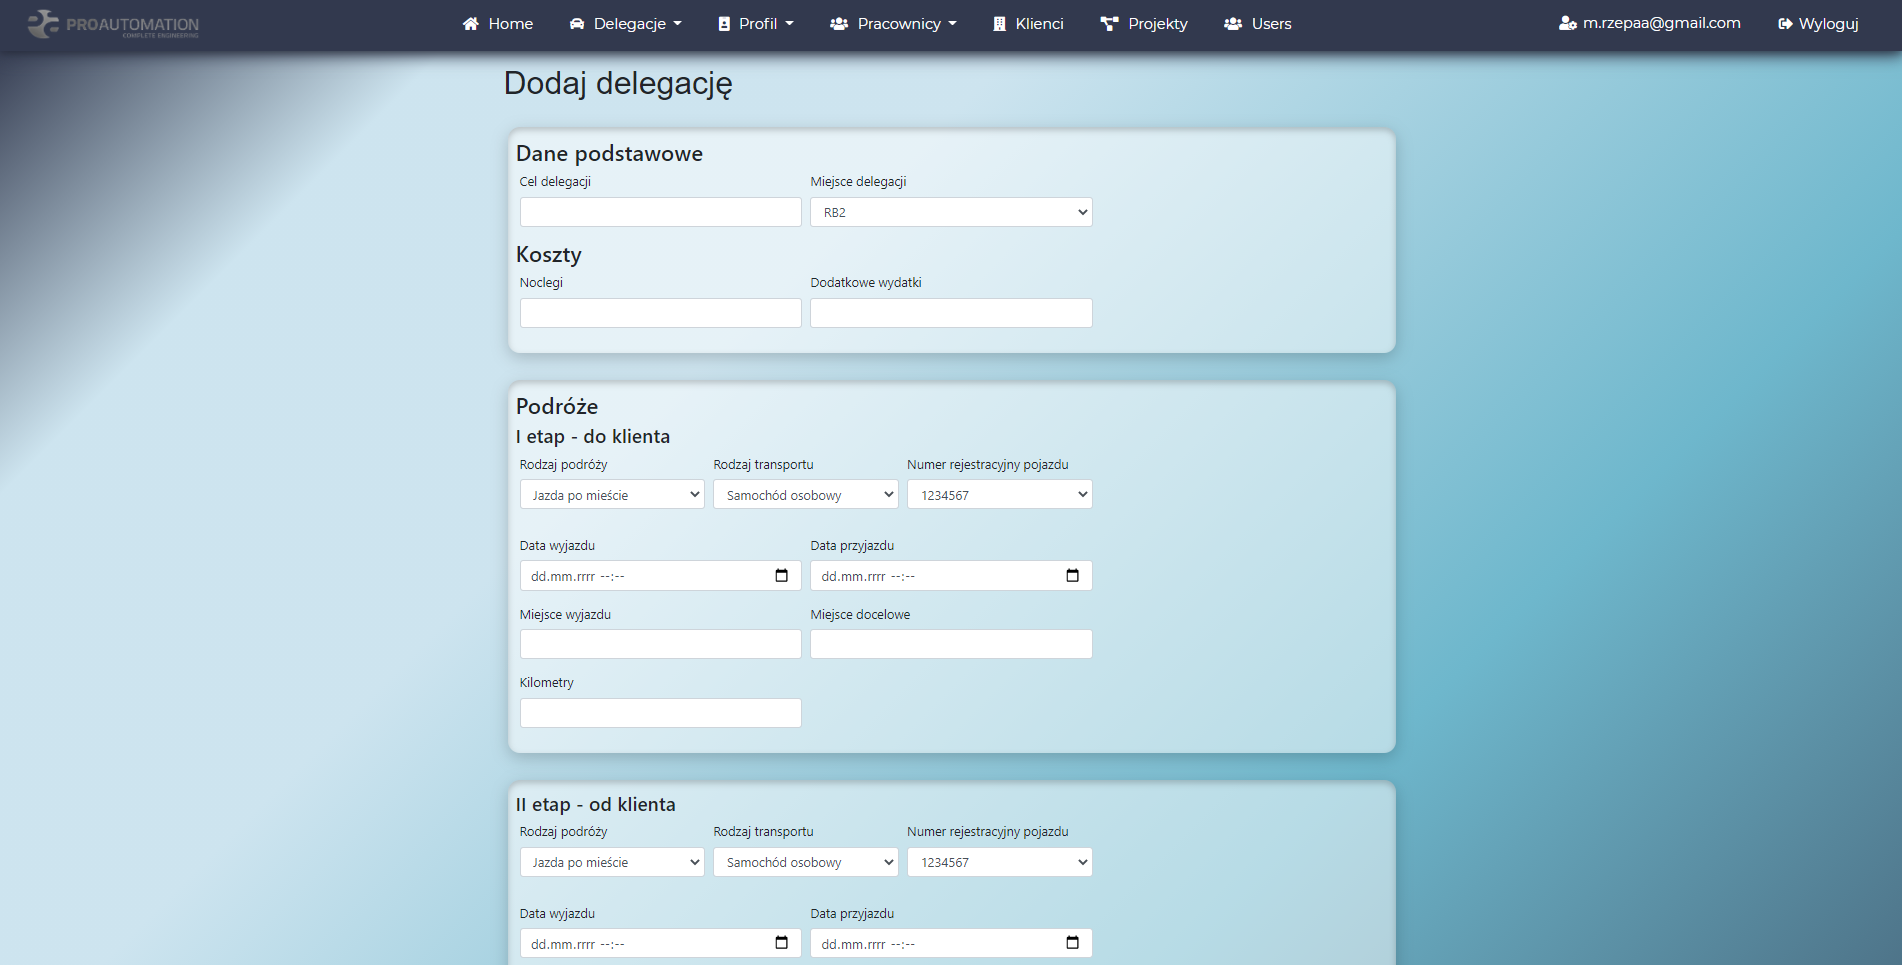 PROAUTOMATION
COMPLETE ENGINEERING
Home Delegacje Profil Pracownicy Klienci Projekty Users m.rzepaa@gmail.com Wyloguj
Dodaj delegację
Dane podstawowe
Cel delegacji Miejsce delegacji
RB2
Koszty
Noclegi Dodatkowe wydatki
Podróże
I etap - do klienta
Rodzaj podróży Rodzaj transportu Numer rejestracyjny pojazdu
Jazda po mieście Samochód osobowy 1234567
Data wyjazdu Data przyjazdu
dd.mm.rrrr --:-- dd.mm.rrrr --:--
Miejsce wyjazdu Miejsce docelowe
Kilometry
II etap - od klienta
Rodzaj podróży Rodzaj transportu Numer rejestracyjny pojazdu
Jazda po mieście Samochód osobowy 1234567
Data wyjazdu Data przyjazdu
dd.mm.rrrr --:-- dd.mm.rrrr --:--